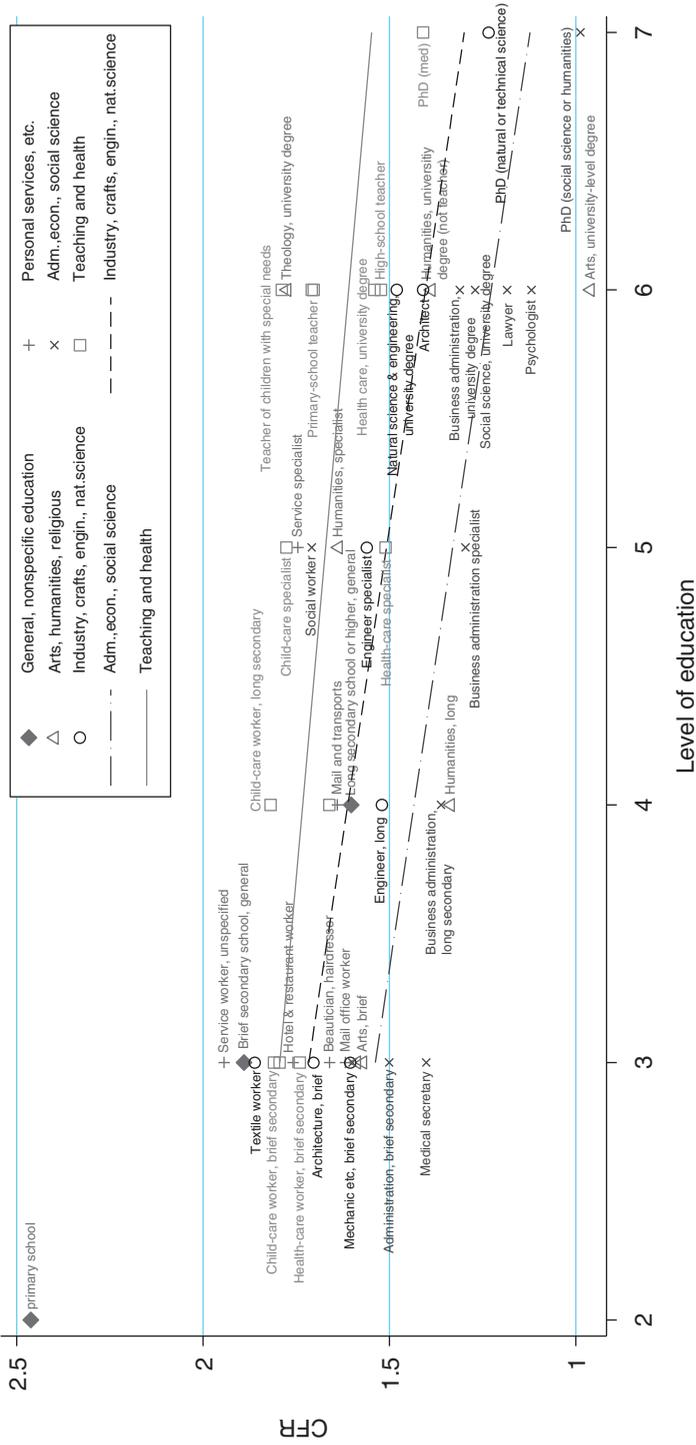 General, nonspecific education
Personal services, etc.
Arts, humanities, religious
Adm.,econ., social science
Industry, crafts, engin., nat.science
Teaching and health
Adm.,econ., social science
Industry, crafts, engin., nat.science
Teaching and health
CFR
2.5
2
1.5
1
primary school
Service worker, unspecified
Brief secondary school, general
Textile worker
Child-care worker, brief secondary
Hotel & restaurant worker
Health-care worker, brief secondary
Architecture, brief
Beautician, hairdresser
Mail office worker
Mechanic etc, brief secondary
Arts, brief
Administration, brief secondary
Medical secretary
Child-care worker, long secondary
Mail and transports
Long secondary school or higher, general
Engineer, long
Business administration,
long secondary
Humanities, long
Child-care specialist
Service specialist
Social worker
Humanities, specialist
Engineer specialist
Health-care specialist
Business administration specialist
Teacher of children with special needs
Theology, university degree
Primary-school teacher
Health care, university degree
High-school teacher
Natural science & engineering,
university degree
Architect
Humanities, universitiy
degree (not teacher)
Business administration,
university degree
Social science, university degree
Lawyer
Psychologist
Arts, university-level degree
PhD (med)
PhD (natural or technical science)
PhD (social science or humanities)
2
3
4
5
6
7
Level of education